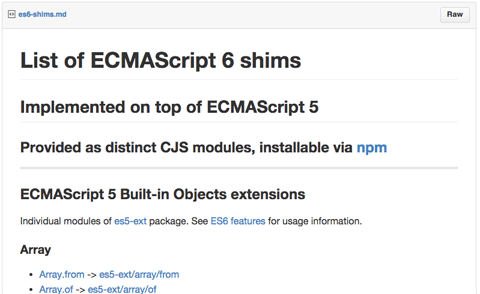 es6-shims.md
Raw
List of ECMAScript 6 shims
Implemented on top of ECMAScript 5
Provided as distinct CJS modules, installable via npm
ECMAScript 5 Built-in Objects extensions
Individual modules of es5-ext package. See ES6 features for usage information.
Array
• Array.from -> es5-ext/array/from
• Array.of -> es5-ext/array/of